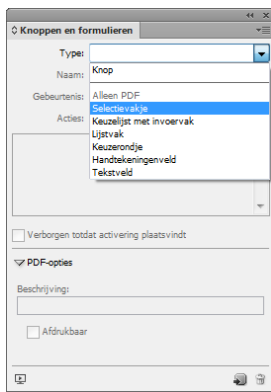 Knoppen en formulieren
Type:
Naam:
Knop
Gebeurtenis:
Alleen PDF
Acties:
Selectievakje
Keuzelijst met invoervak
Lijstvak
Keuzerondje
Handtekeningenveld
Tekstveld
Verborgen totdat activering plaatsvindt
PDF-opties
Beschrijving:
Afdrukbaar